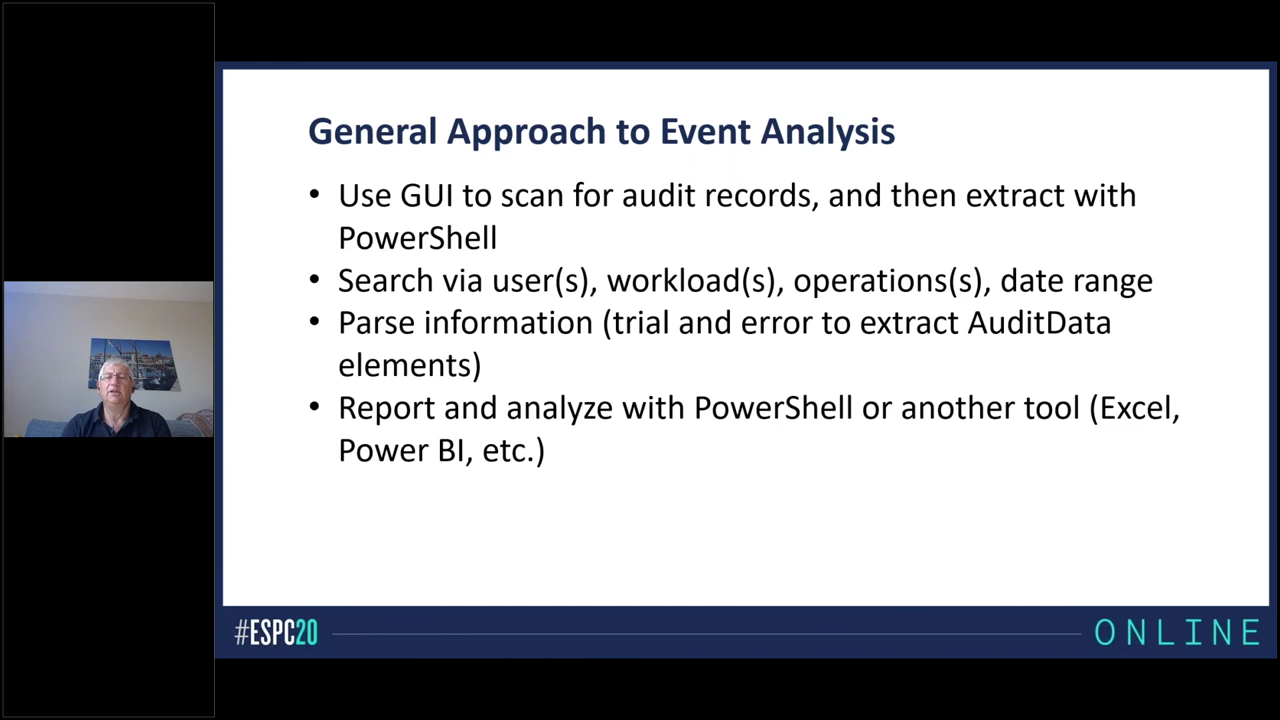 General Approach to Event Analysis
• Use GUI to scan for audit records, and then extract with
PowerShell
• Search via user(s), workload(s), operations(s), date range
• Parse information (trial and error to extract AuditData
elements)
• Report and analyze with PowerShell or another tool (Excel,
Power BI, etc.)
#ESPC20
ONLINE